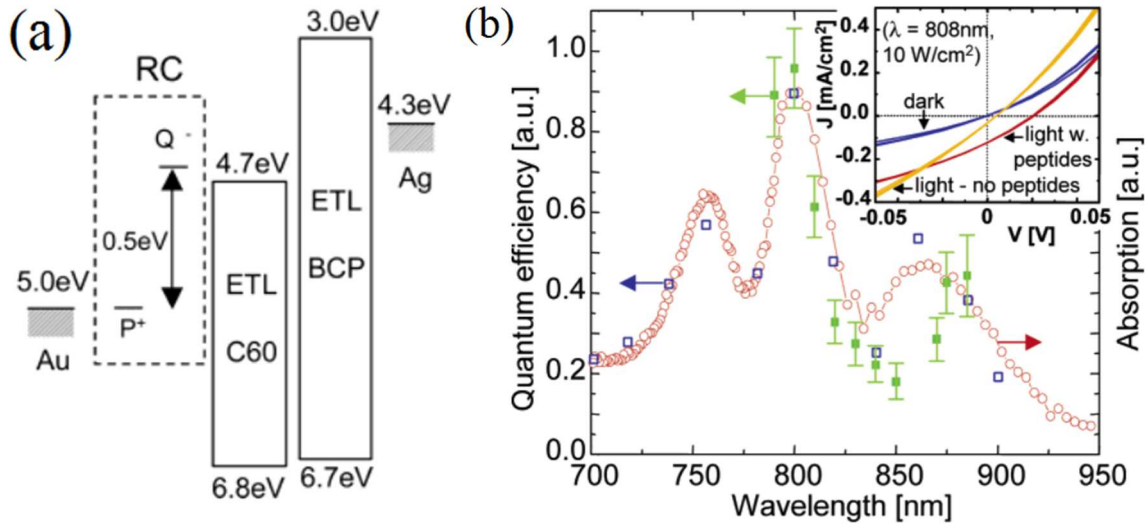 (a)
RC
Q -
0.5eV
P+
5.0eV
Au
4.7eV
ETL
C60
6.8eV
3.0eV
ETL
BCP
6.7eV
4.3eV
Ag
(b)
Quantum efficiency [a.u.]
1.0
0.8
0.6
0.4
0.2
0.0
700 750 800 850 900 950
Wavelength [nm]
Absorption [a.u.]
J [mA/cm2]
0.4
0.2
0.0
-0.2
-0.4
(λ = 808nm,
10 W/cm2)
dark
light w.
peptides
light - no peptides
-0.05 0 0.05
V [V]